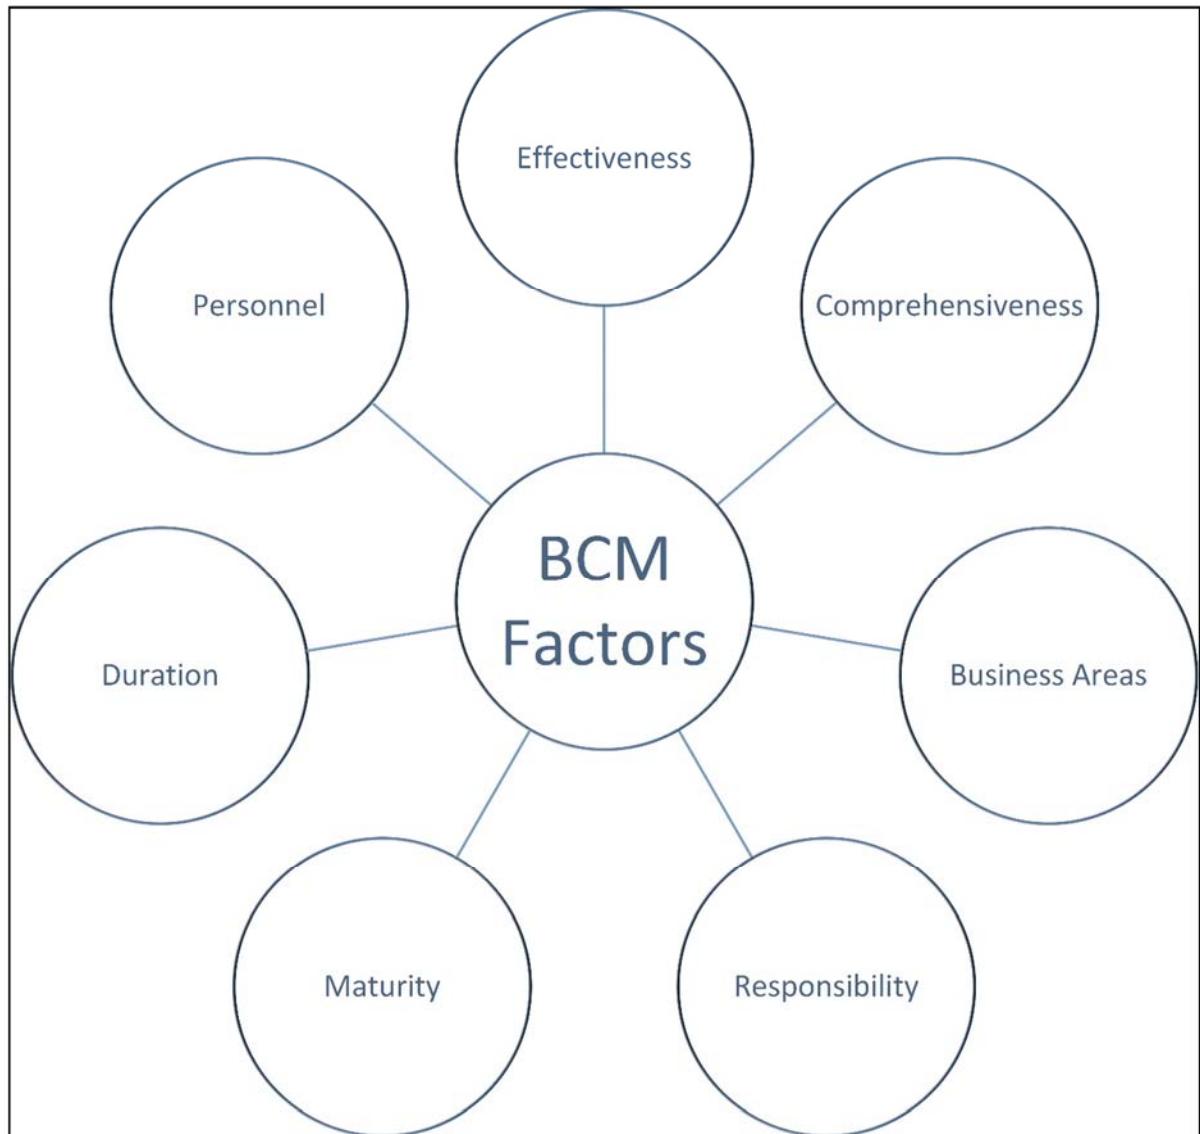 Effectiveness
Personnel
Comprehensiveness
BCM
Factors
Duration
Business Areas
Maturity
Responsibility